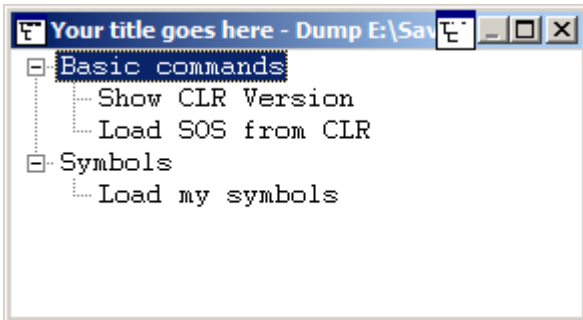 Your title goes here - Dump E:\Sav
Basic commands
Show CLR Version
Load SOS from CLR
Symbols
Load my symbols